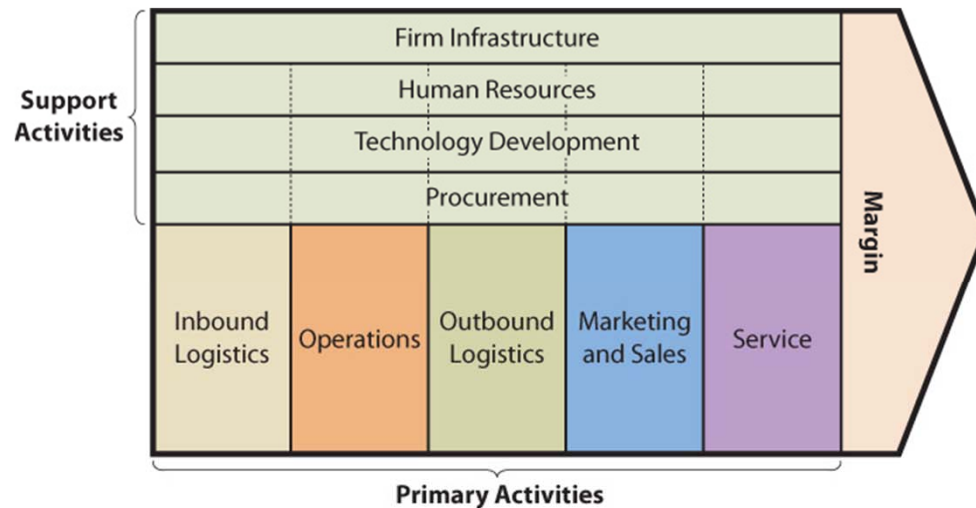 Support
Activities
Firm Infrastructure
Human Resources
Technology Development
Procurement
Inbound
Logistics
Operations
Outbound
Logistics
Marketing
and Sales
Service
Margin
Primary Activities